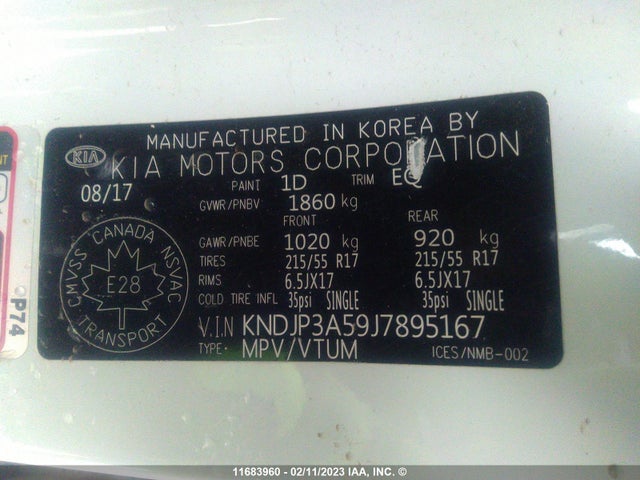 MANUFACTURED IN KOREA BY
KIA KIA MOTORS CORPORATION
08/17 PAINT 1D TRIM EQ
GVWR/PNBV 1860 kg
FRONT REAR
GAWR/PNBE 1020 kg 920 kg
TIRES 215/55 R17 215/55 R17
RIMS 6.5JX17 6.5JX17
COLD TIRE INFL 35psi SINGLE 35psi SINGLE
V.I.N KNDJP3A59J7895167
TYPE: MPV/VTUM ICES/NMB-002
CMVSS CANADA NSVAC
E28
TRANSPORT
P74
11683960 - 02/11/2023 IAA, INC. ©